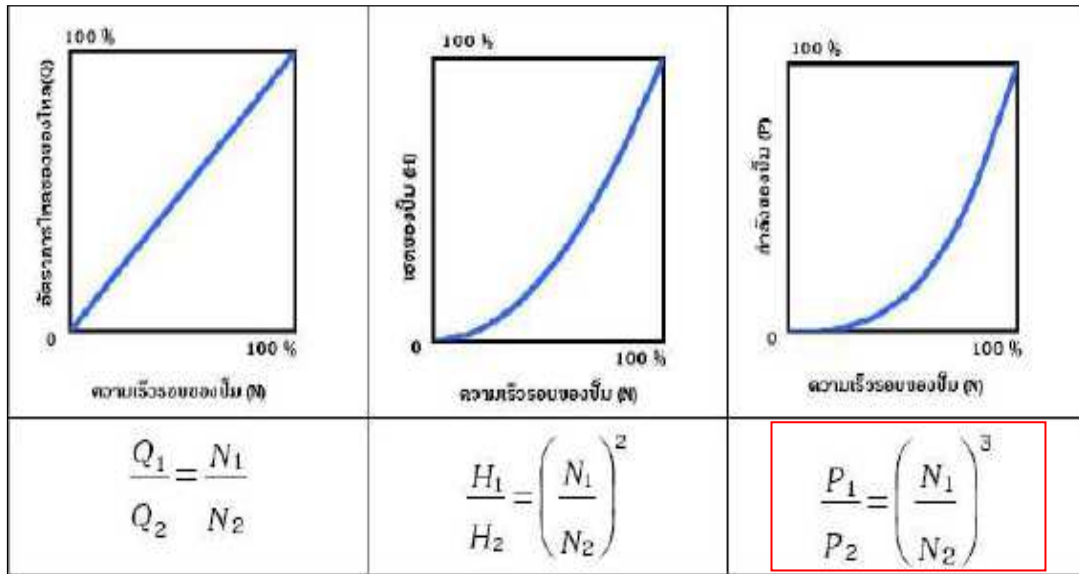 100 %
อัตราการไหลของของไหล(Q)
0
100 %
ความเร็วรอบของปั๊ม (N)
100 %
เฮดของปั๊ม (H)
0
100 %
ความเร็วรอบของปั๊ม (N)
100 %
กำลังของปั๊ม (P)
0
100 %
ความเร็วรอบของปั๊ม (N)
Q₁/Q₂ = N₁/N₂
H₁/H₂ = (N₁/N₂)²
P₁/P₂ = (N₁/N₂)³